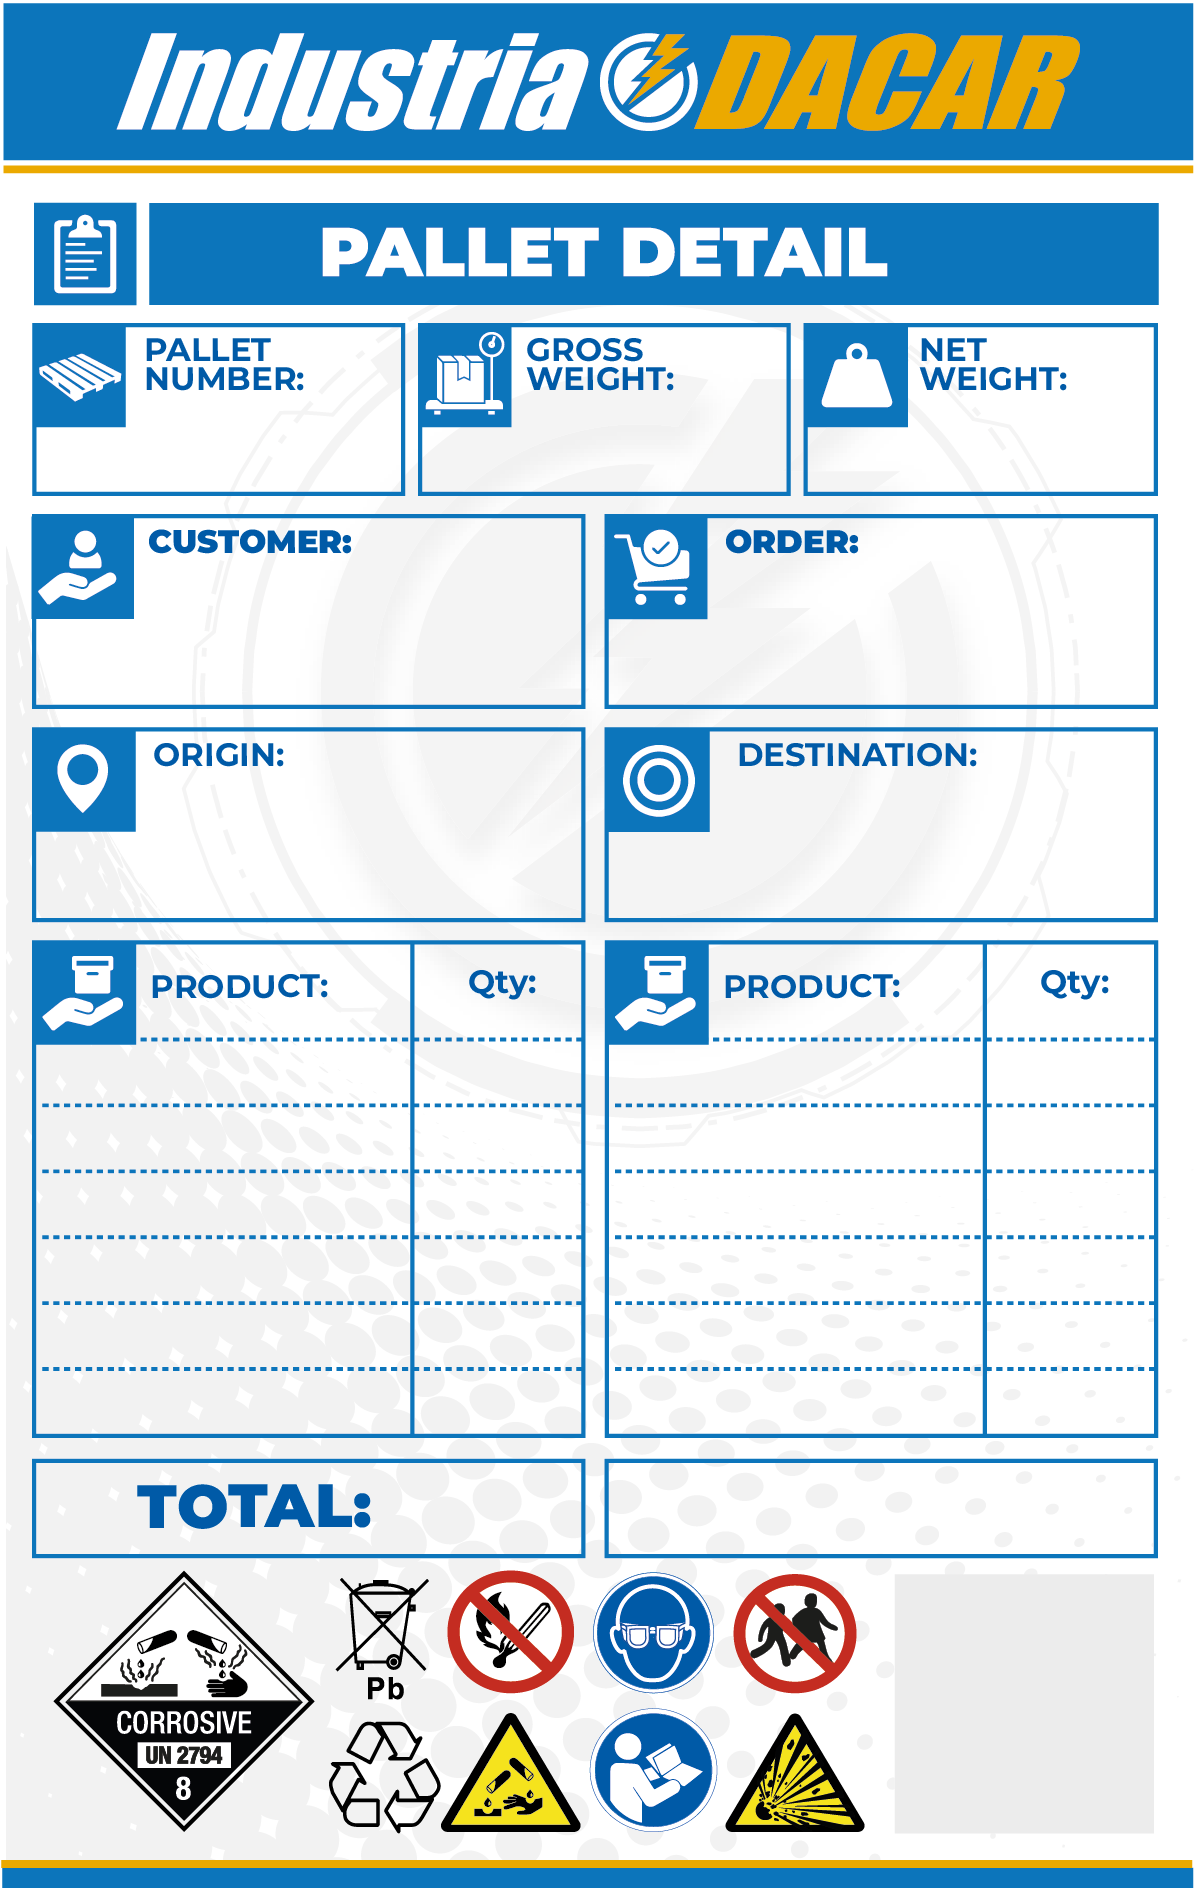 Industria DACAR
PALLET DETAIL
PALLET
NUMBER:
GROSS
WEIGHT:
NET
WEIGHT:
CUSTOMER:
ORDER:
ORIGIN:
DESTINATION:
PRODUCT:
Qty:
PRODUCT:
Qty:
TOTAL:
CORROSIVE
UN 2794
8
Pb